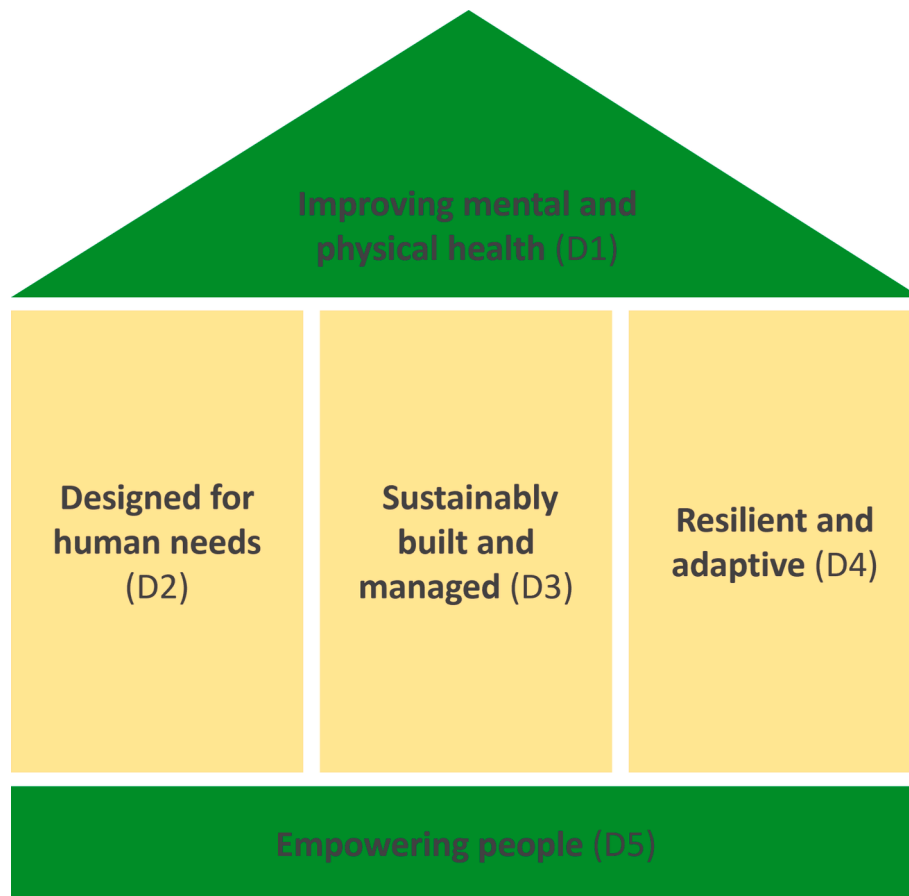 Improving mental and
physical health (D1)
Designed for
human needs
(D2)
Sustainably
built and
managed (D3)
Resilient and
adaptive (D4)
Empowering people (D5)